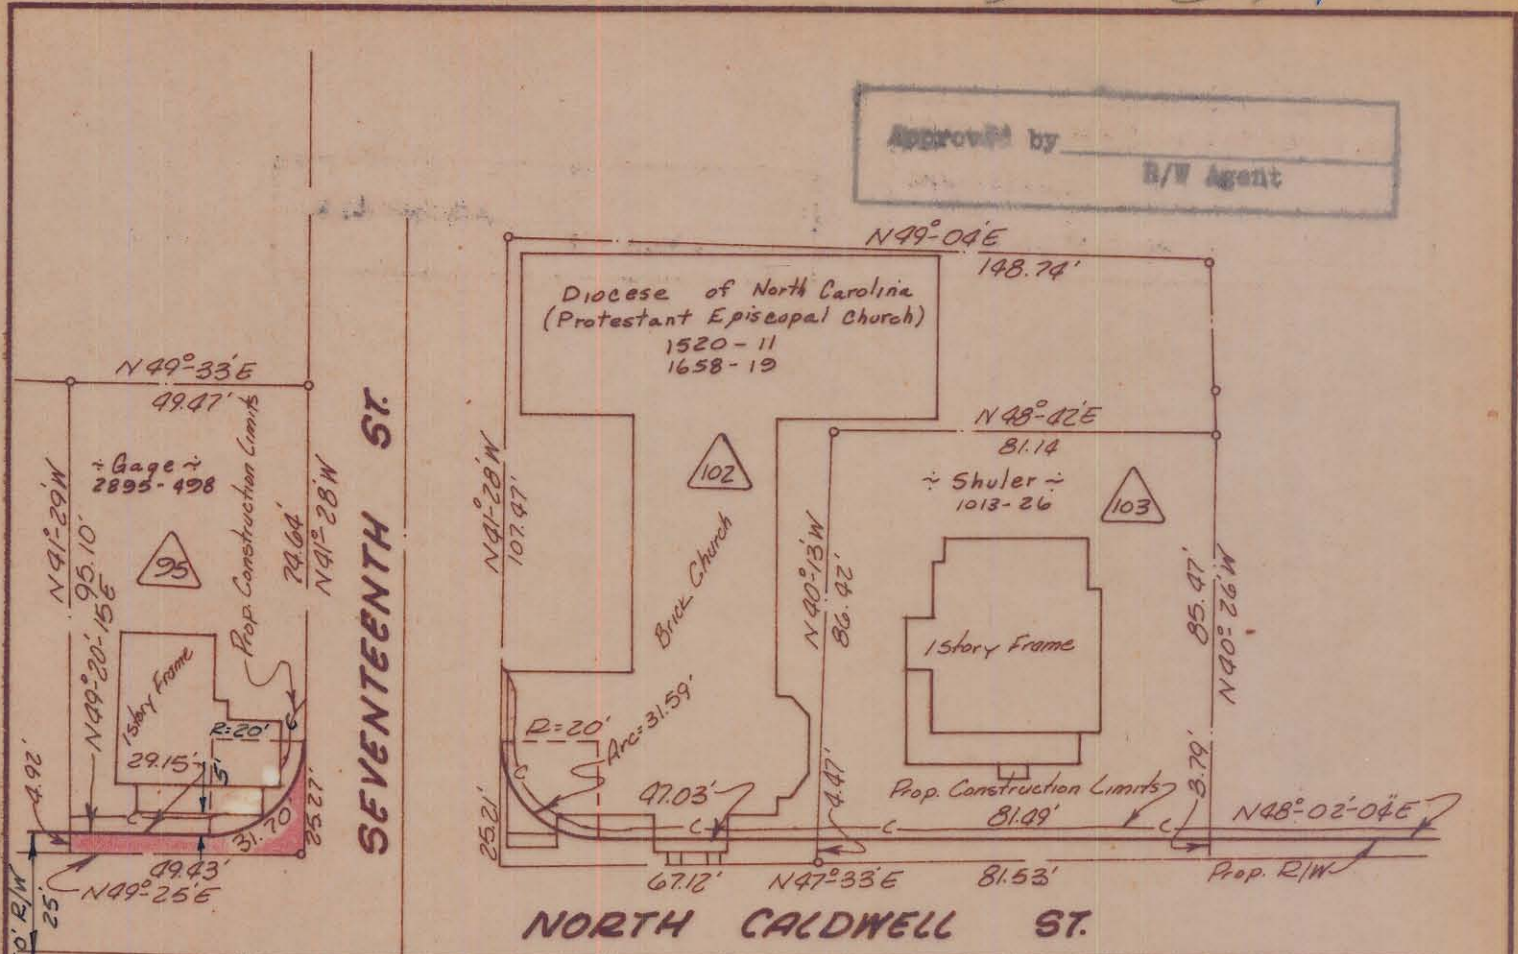 Approved by
R/W Agent
N49°-04'E
148.74'
Diocese of North Carolina
(Protestant Episcopal Church)
1520 - 11
1658 - 19
N49°-33'E
49.47'
Prop. Construction Limits
÷ Gage ÷
2895-498
95
N41°-29'W
95.10'
N49°-20'-15"E
74.64'
N41°-28'W
SEVENTEENTH ST.
N41°-28'W
107.47'
102
Brick Church
N48°-42'E
81.14
÷ Shuler ÷
1013-26
103
N40°-13'W
86.42'
1 Story Frame
85.47'
N40°-26'W
1 Story Frame
R=20'
C
29.15'
5'
4.92'
31.70'
25.27'
49.43'
N49°-25'E
25'
0' R/W
R=20'
C
Arc=31.59'
25.21'
47.03'
C
4.47'
Prop. Construction Limits
3.79'
C
81.49'
C
N48°-02'-04"E
67.12'
N47°-33'E
81.53'
Prop. R/W
NORTH CALDWELL ST.